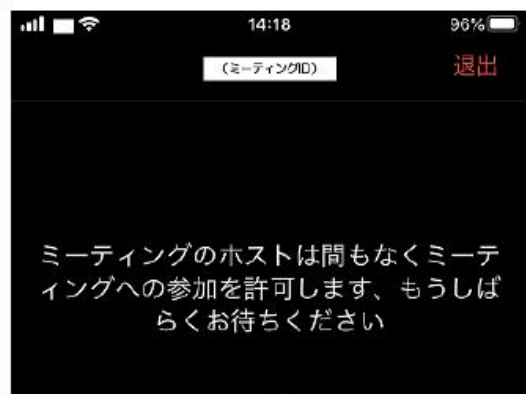 14:18 96%
（ミーティングID）
退出
ミーティングのホストは間もなくミーテ
ィングへの参加を許可します、もうしば
らくお待ちください